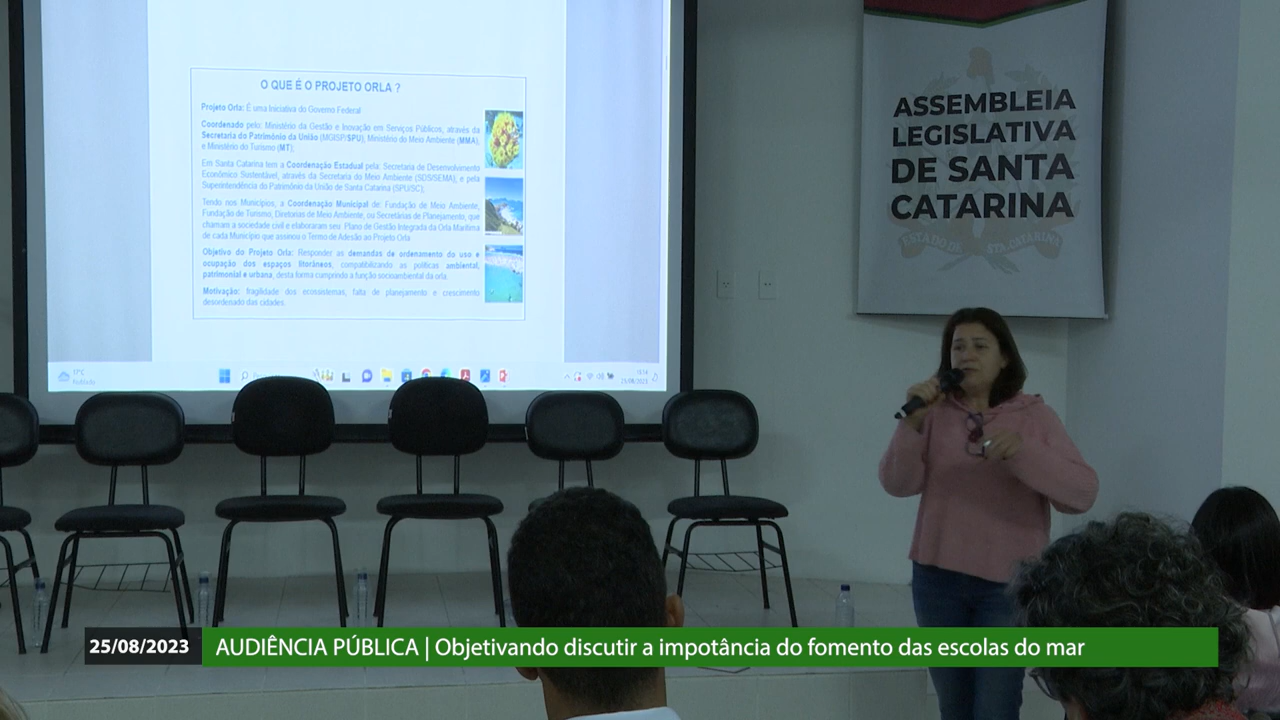 O QUE É O PROJETO ORLA ?
Projeto Orla: É uma Iniciativa do Governo Federal
Coordenado pelo: Ministério da Gestão e Inovação em Serviços Públicos, através da
Secretaria do Patrimônio da União (MGISP/SPU), Ministério do Meio Ambiente (MMA),
e Ministério do Turismo (MT);
Em Santa Catarina tem a Coordenação Estadual pela: Secretaria de Desenvolvimento
Econômico Sustentável, através da Secretaria do Meio Ambiente (SDS/SEMA), e pela
Superintendência do Patrimônio da União de Santa Catarina (SPU/SC);
Tendo nos Municípios, a Coordenação Municipal de: Fundação de Meio Ambiente,
Fundação de Turismo, Diretorias de Meio Ambiente, ou Secretárias de Planejamento, que
chamam a sociedade civil e elaboraram seu Plano de Gestão Integrada da Orla Marítima
de cada Município que assinou o Termo de Adesão ao Projeto Orla
Objetivo do Projeto Orla: Responder as demandas de ordenamento do uso e
ocupação dos espaços litorâneos, compatibilizando as políticas ambiental,
patrimonial e urbana, desta forma cumprindo a função socioambiental da orla.
Motivação: fragilidade dos ecossistemas, falta de planejamento e crescimento
desordenado das cidades.
25/08/2023
ASSEMBLEIA
LEGISLATIVA
DE SANTA
CATARINA
ESTADO DE STA. CATARINA
25/08/2023 AUDIÊNCIA PÚBLICA | Objetivando discutir a impotância do fomento das escolas do mar